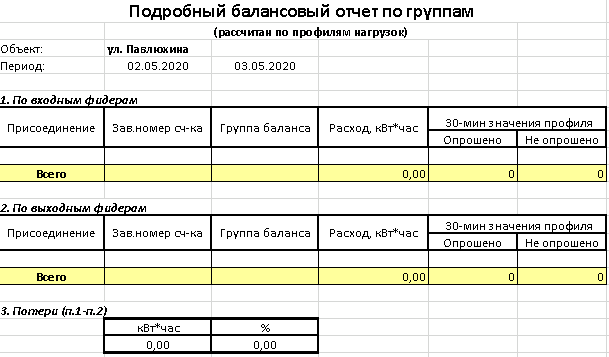 Подробный балансовый отчет по группам
(рассчитан по профилям нагрузок)
Объект: ул. Павлюхина
Период: 02.05.2020 03.05.2020
1. По входным фидерам
Присоединение Зав.номер сч-ка Группа баланса Расход, кВт*час 30-мин значения профиля
Опрошено Не опрошено
Всего 0,00 0 0
2. По выходным фидерам
Присоединение Зав.номер сч-ка Группа баланса Расход, кВт*час 30-мин значения профиля
Опрошено Не опрошено
Всего 0,00 0 0
3. Потери (п.1-п.2)
кВт*час %
0,00 0,00